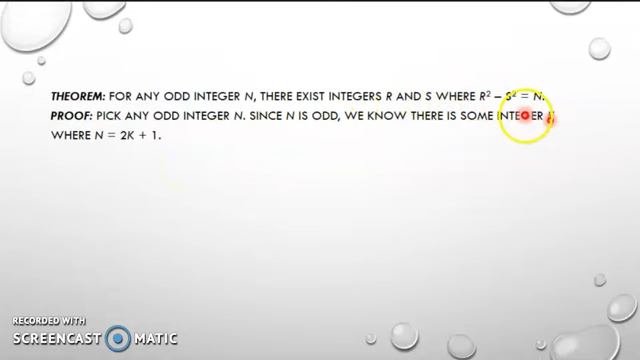 THEOREM: FOR ANY ODD INTEGER N, THERE EXIST INTEGERS R AND S WHERE R² – S² = N.
PROOF: PICK ANY ODD INTEGER N. SINCE N IS ODD, WE KNOW THERE IS SOME INTEGER
WHERE N = 2K + 1.
RECORDED WITH
SCREENCAST MATIC